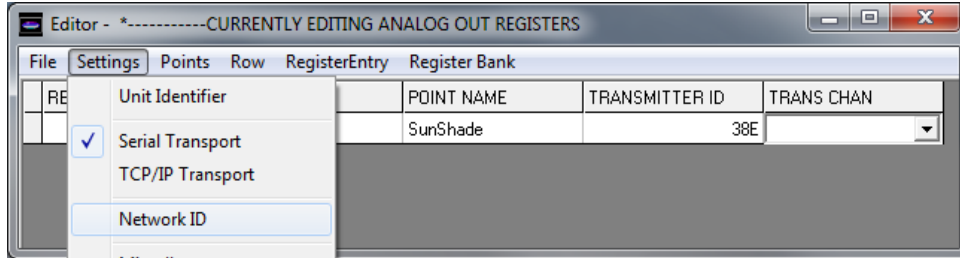 Editor - *-----------CURRENTLY EDITING ANALOG OUT REGISTERS
File Settings Points Row RegisterEntry Register Bank
RE POINT NAME TRANSMITTER ID TRANS CHAN
Unit Identifier
SunShade 38E
Serial Transport
TCP/IP Transport
Network ID